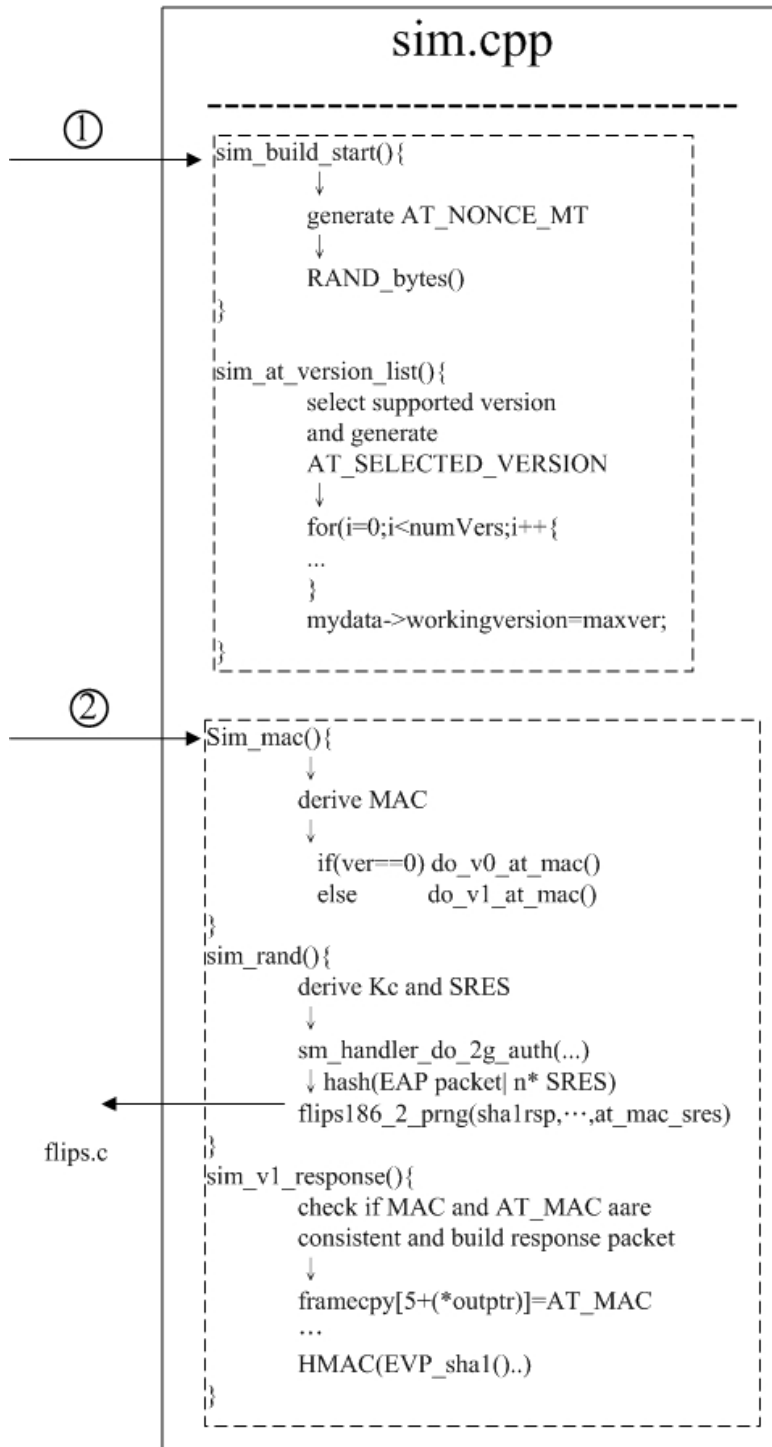 sim.cpp
①
sim_build_start(){
↓
generate AT_NONCE_MT
↓
RAND_bytes()
}
sim_at_version_list(){
select supported version
and generate
AT_SELECTED_VERSION
↓
for(i=0;i<numVers;i++{
...
}
mydata->workingversion=maxver;
}
②
Sim_mac(){
↓
derive MAC
↓
if(ver==0) do_v0_at_mac()
else do_v1_at_mac()
}
sim_rand(){
derive Kc and SRES
↓
sm_handler_do_2g_auth(...)
↓ hash(EAP packet| n* SRES)
flips186_2_prng(sha1rsp,⋯,at_mac_sres)
}
flips.c
sim_v1_response(){
check if MAC and AT_MAC aare
consistent and build response packet
↓
framecpy[5+(*outptr)]=AT_MAC
⋯
HMAC(EVP_sha1()..)
}